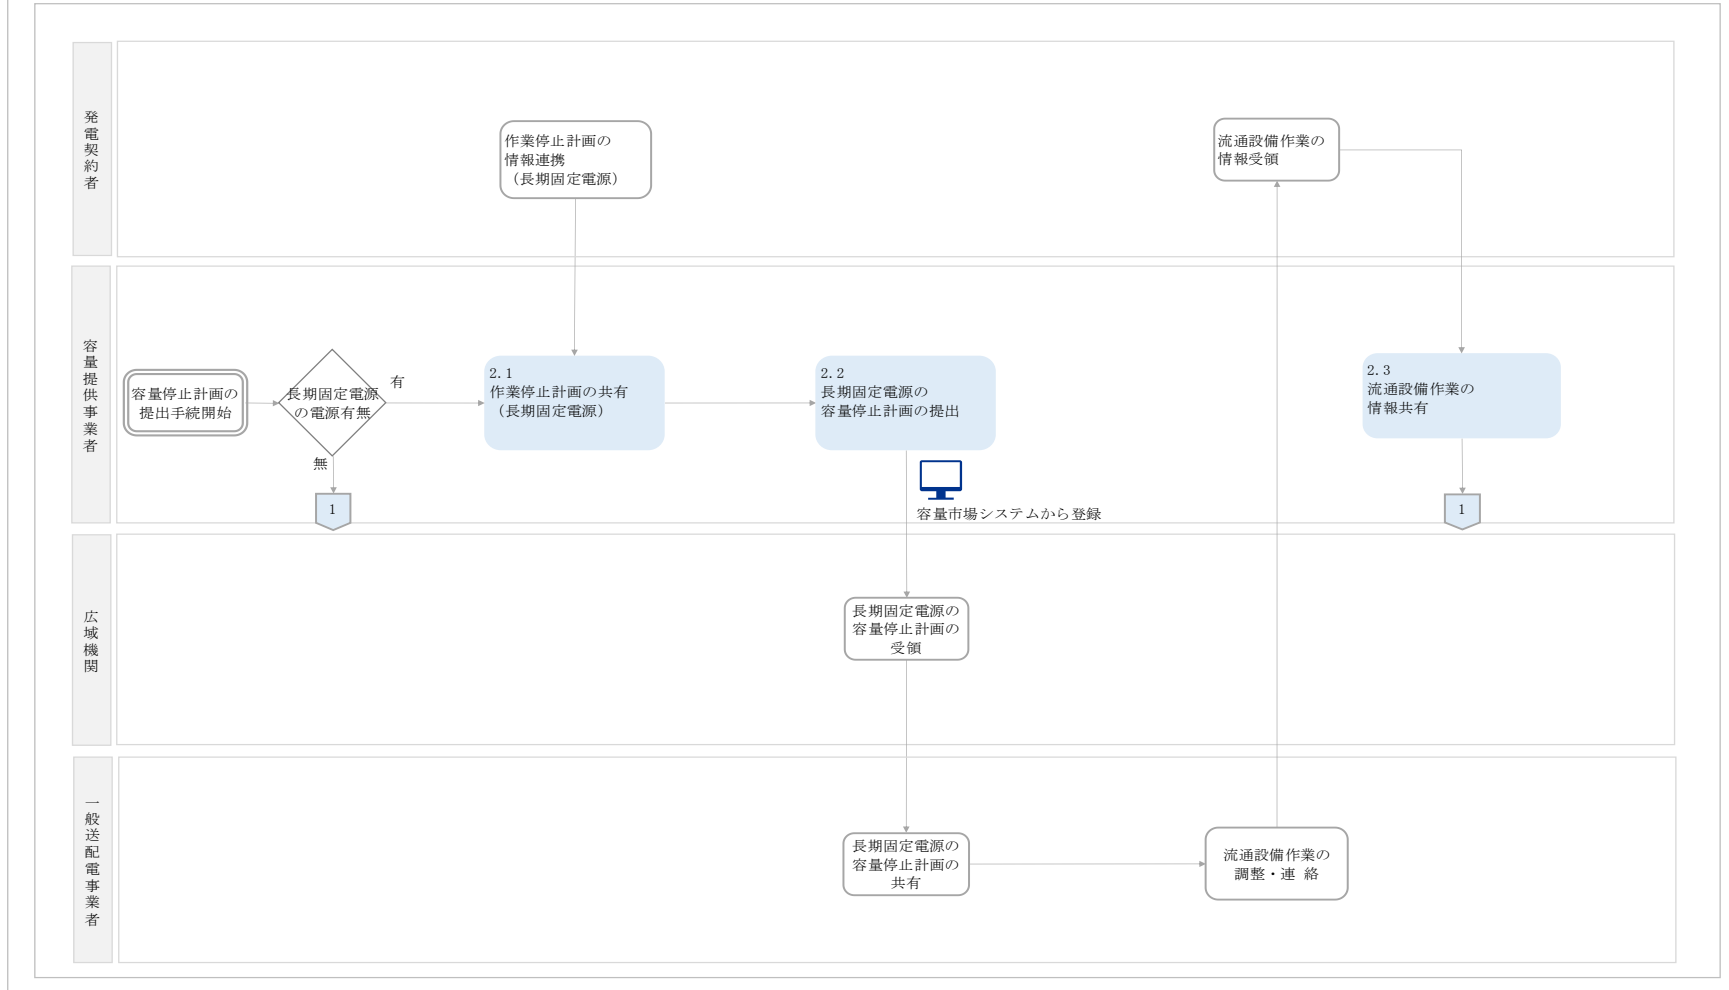 発電契約者
作業停止計画の
情報連携
（長期固定電源）
流通設備作業の
情報受領
容量提供事業者
容量停止計画の
提出手続開始
長期固定電源
の電源有無
有
無
1
2.1
作業停止計画の共有
（長期固定電源）
2.2
長期固定電源の
容量停止計画の提出
容量市場システムから登録
2.3
流通設備作業の
情報共有
1
広域機関
長期固定電源の
容量停止計画の
受領
一般送配電事業者
長期固定電源の
容量停止計画の
共有
流通設備作業の
調整・連 絡